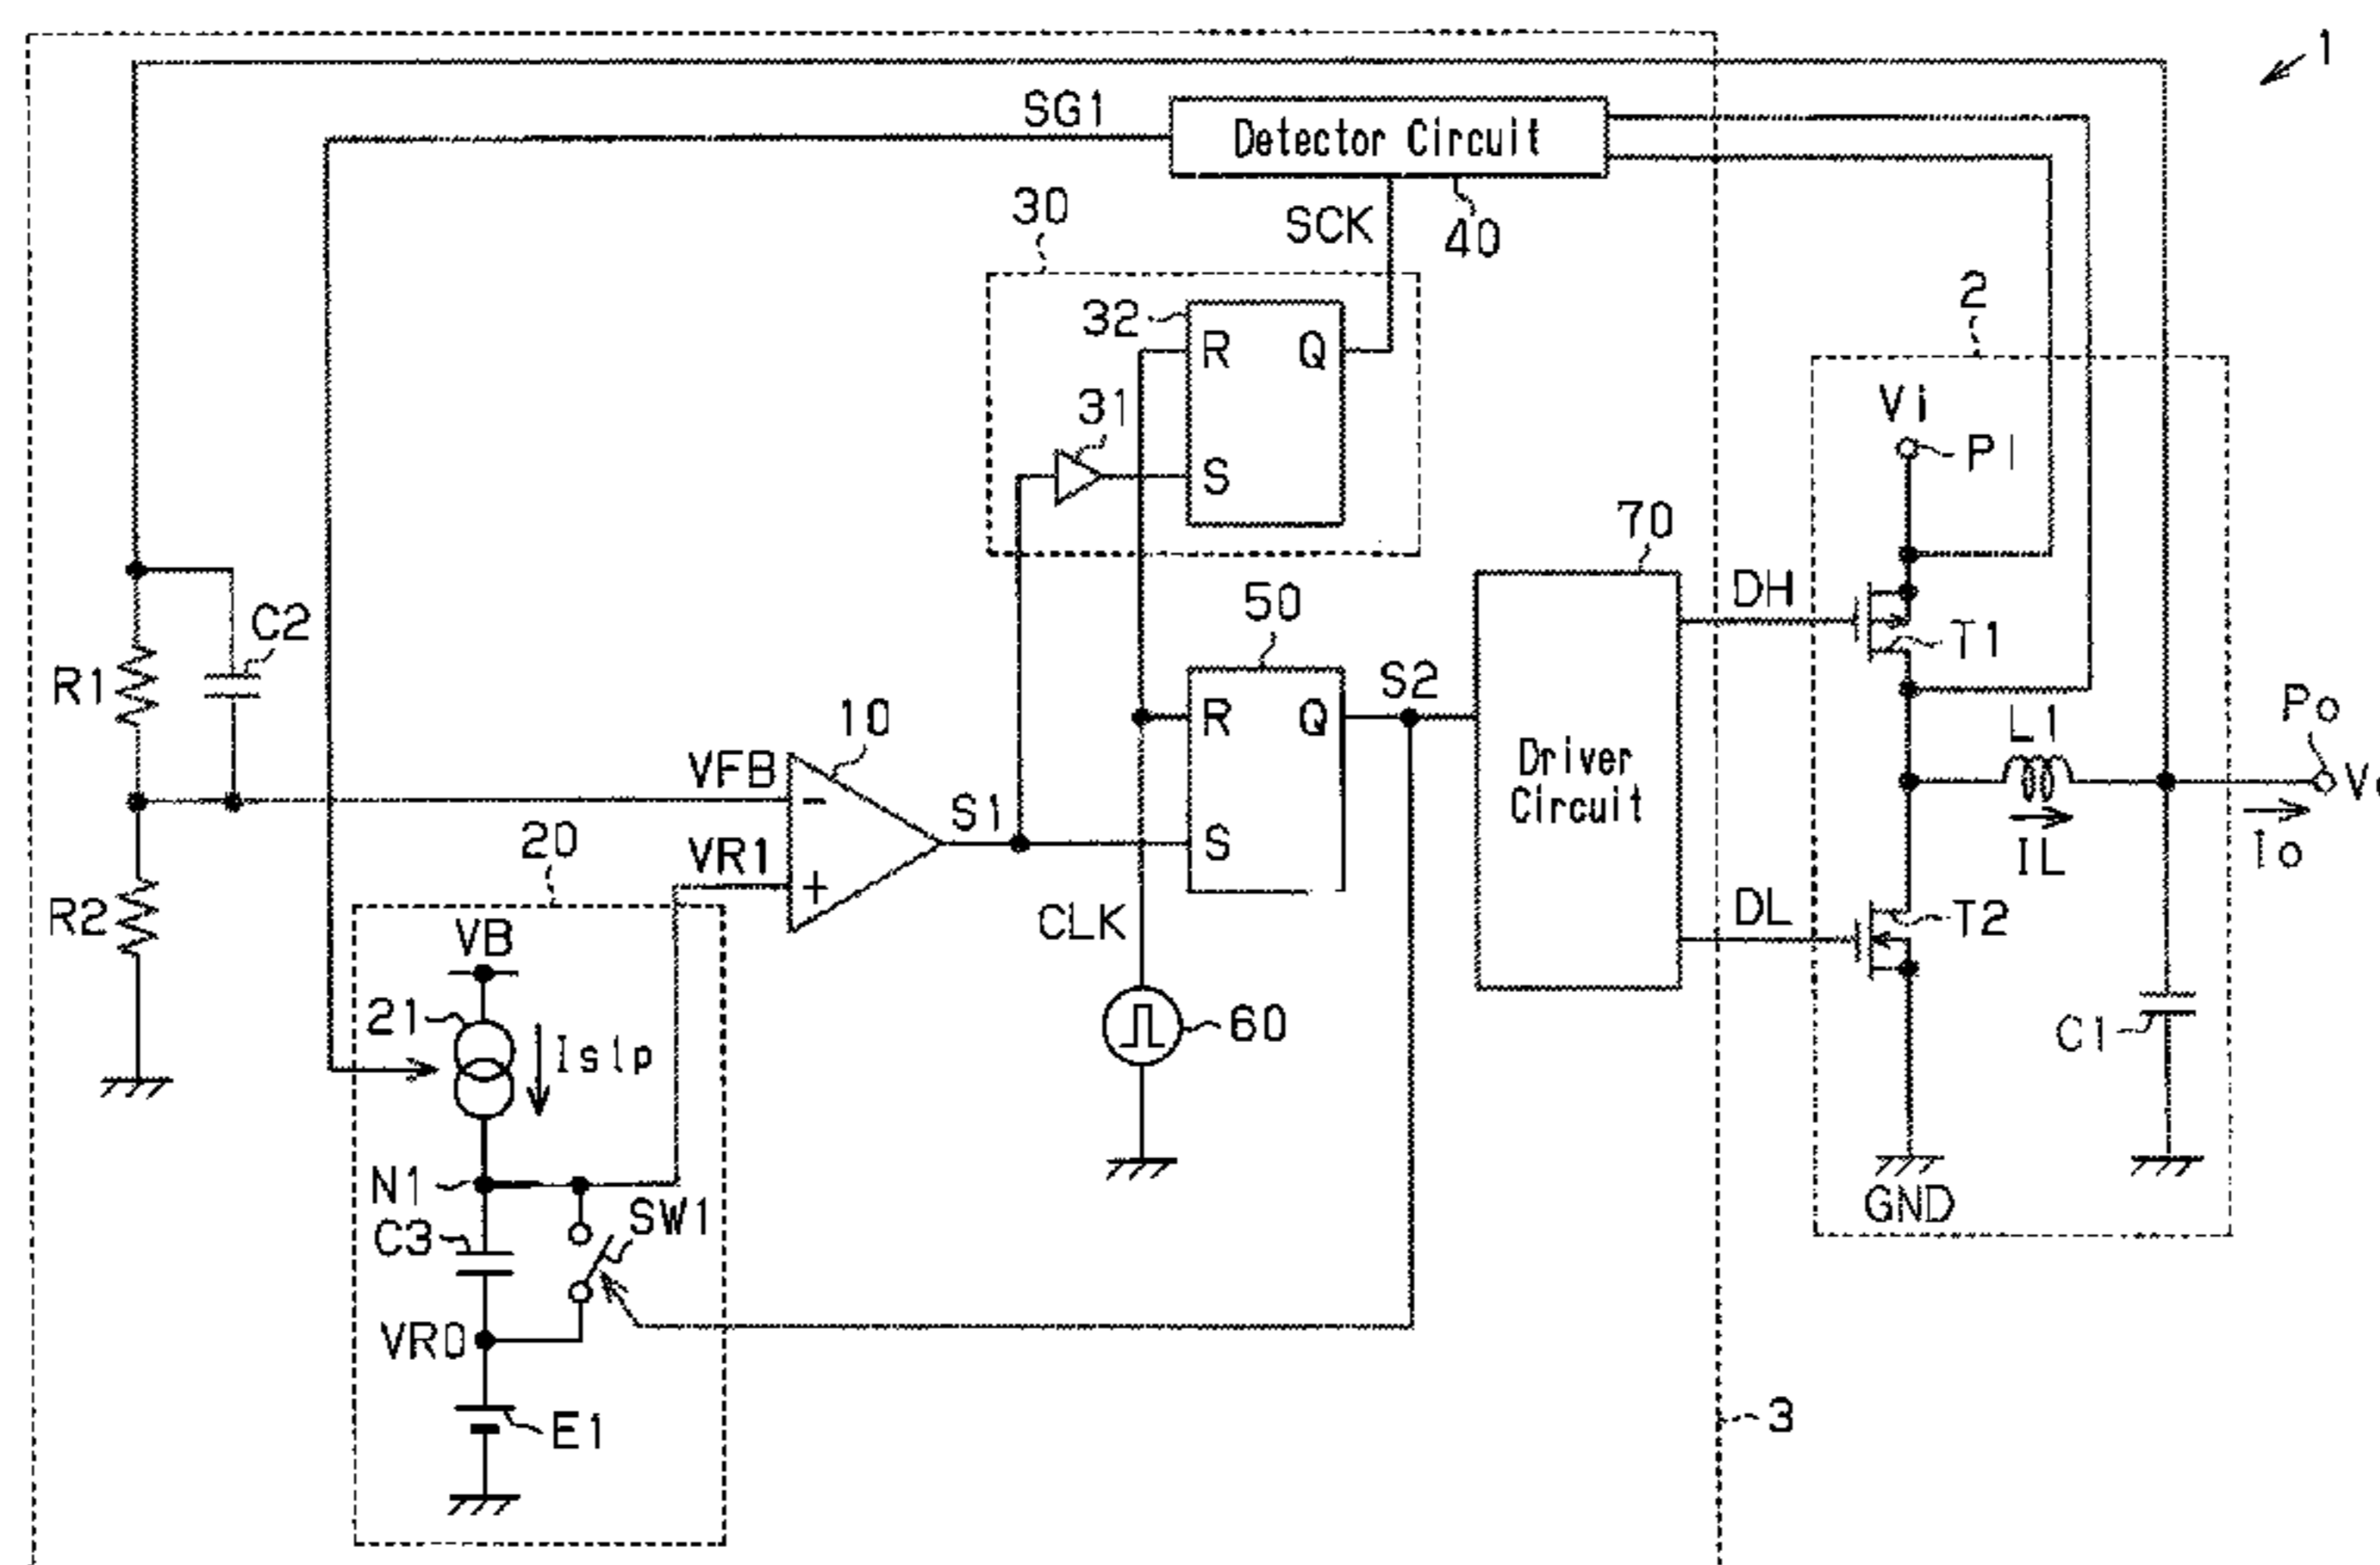 1
SG1
Detector Circuit
30
SCK
40
2
32
R
Q
Vi
31
P1
S
70
C2
50
DH
R1
T1
S2
Po
10
R
Q
L1
VFB
Driver
Circuit
S1
20
VR1
S
IL
Io
R2
VB
CLK
DL
T2
21
Islp
60
C1
N1
SW1
GND
C3
VR0
E1
3